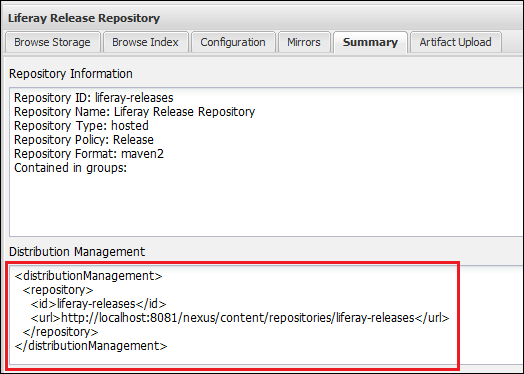 Liferay Release Repository
Browse Storage Browse Index Configuration Mirrors Summary Artifact Upload
Repository Information
Repository ID: liferay-releases
Repository Name: Liferay Release Repository
Repository Type: hosted
Repository Policy: Release
Repository Format: maven2
Contained in groups:
Distribution Management
<distributionManagement>
  <repository>
    <id>liferay-releases</id>
    <url>http://localhost:8081/nexus/content/repositories/liferay-releases</url>
  </repository>
</distributionManagement>